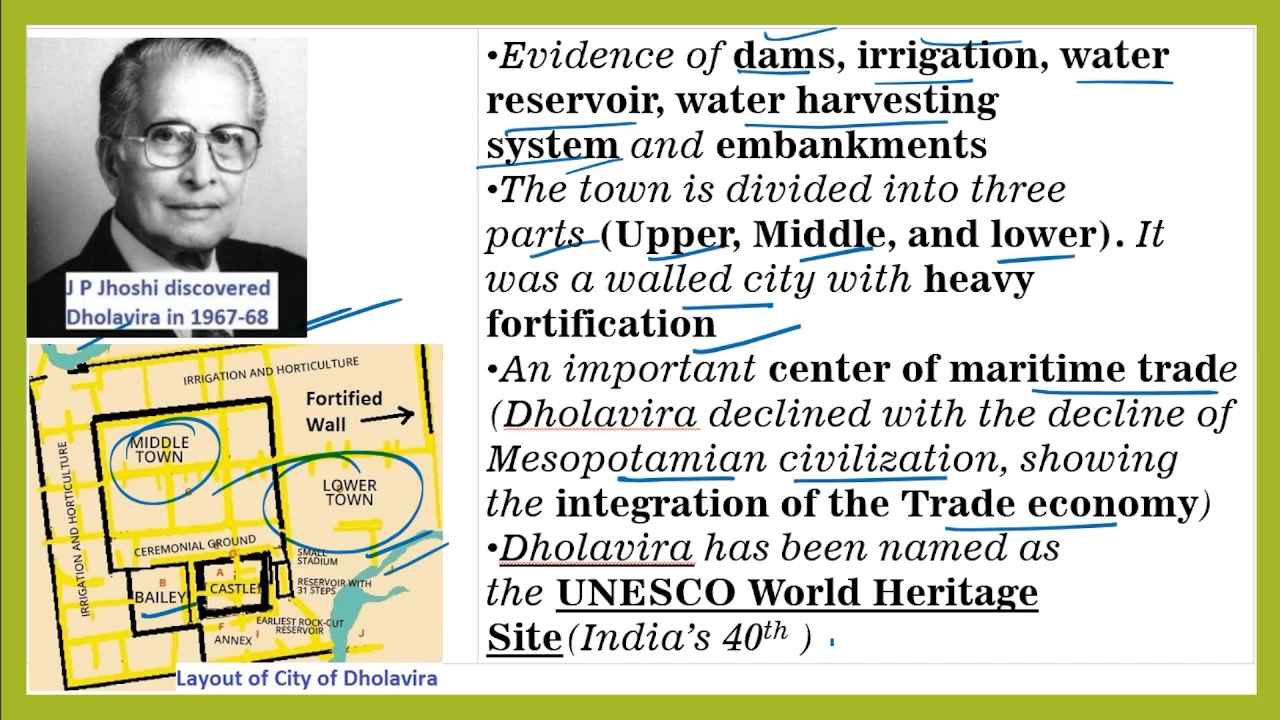 J P Jhoshi discovered
Dholavira in 1967-68
IRRIGATION AND HORTICULTURE
Fortified
Wall
MIDDLE
TOWN
LOWER
TOWN
IRRIGATION AND HORTICULTURE
CEREMONIAL GROUND
G
SMALL
STADIUM
B
A
BAILEY
CASTLE
RESERVOIR WITH
31 STEPS
F
I
J
EARLIEST ROCK-CUT
RESERVOIR
ANNEX
Layout of City of Dholavira
•Evidence of dams, irrigation, water
reservoir, water harvesting
system and embankments
•The town is divided into three
parts (Upper, Middle, and lower). It
was a walled city with heavy
fortification
•An important center of maritime trade
(Dholavira declined with the decline of
Mesopotamian civilization, showing
the integration of the Trade economy)
•Dholavira has been named as
the UNESCO World Heritage
Site(India’s 40th )